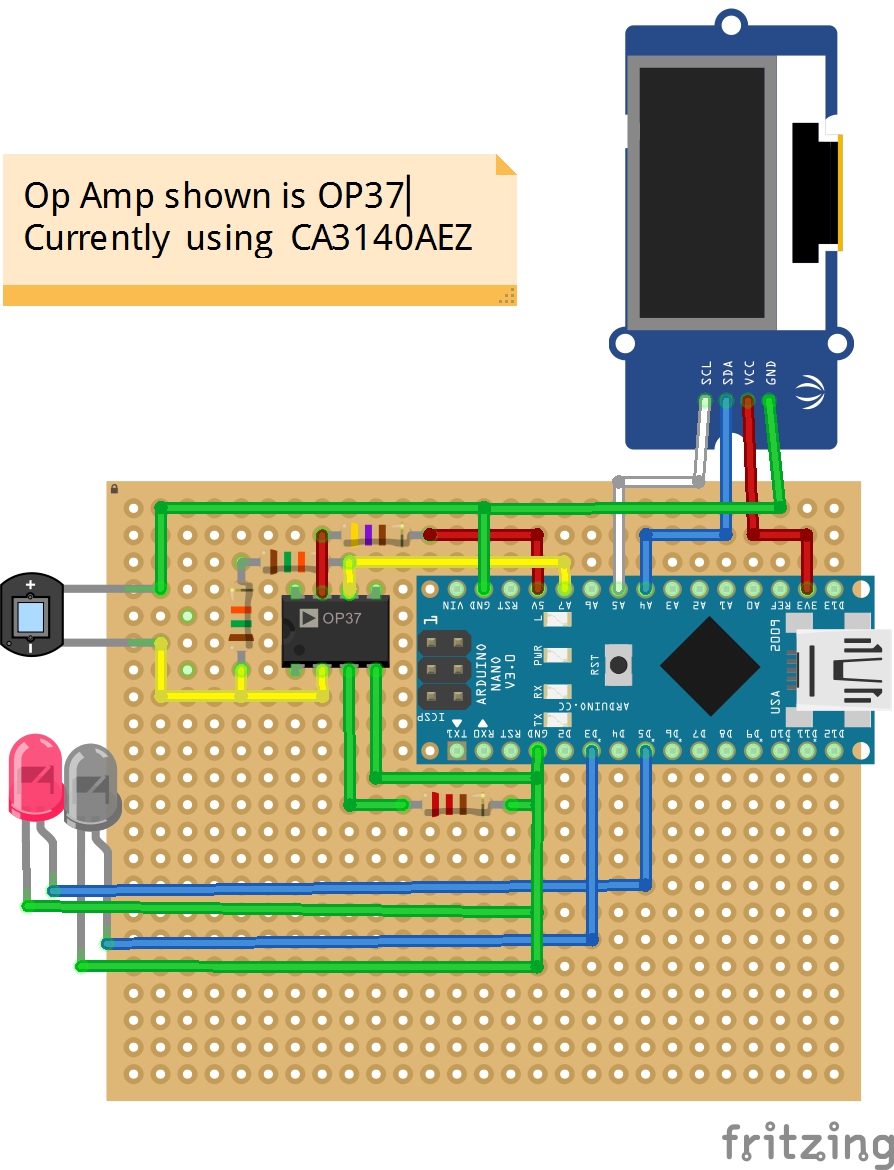 Op Amp shown is OP37
Currently using CA3140AEZ
SCL
SDA
VCC
GND
+
-
OP37
VIN
GND
RST
5V
A7
A6
A5
A4
A3
A2
A1
A0
REF
3V3
D13
1
L
PWR
RX
TX
RST
ARDUINO
NANO
V3.0
ICSP
ARDUINO.CC
2009
USA
TX1
RX0
RST
GND
D2
D3
D4
D5
D6
D7
D8
D9
D10
D11
D12
fritzing